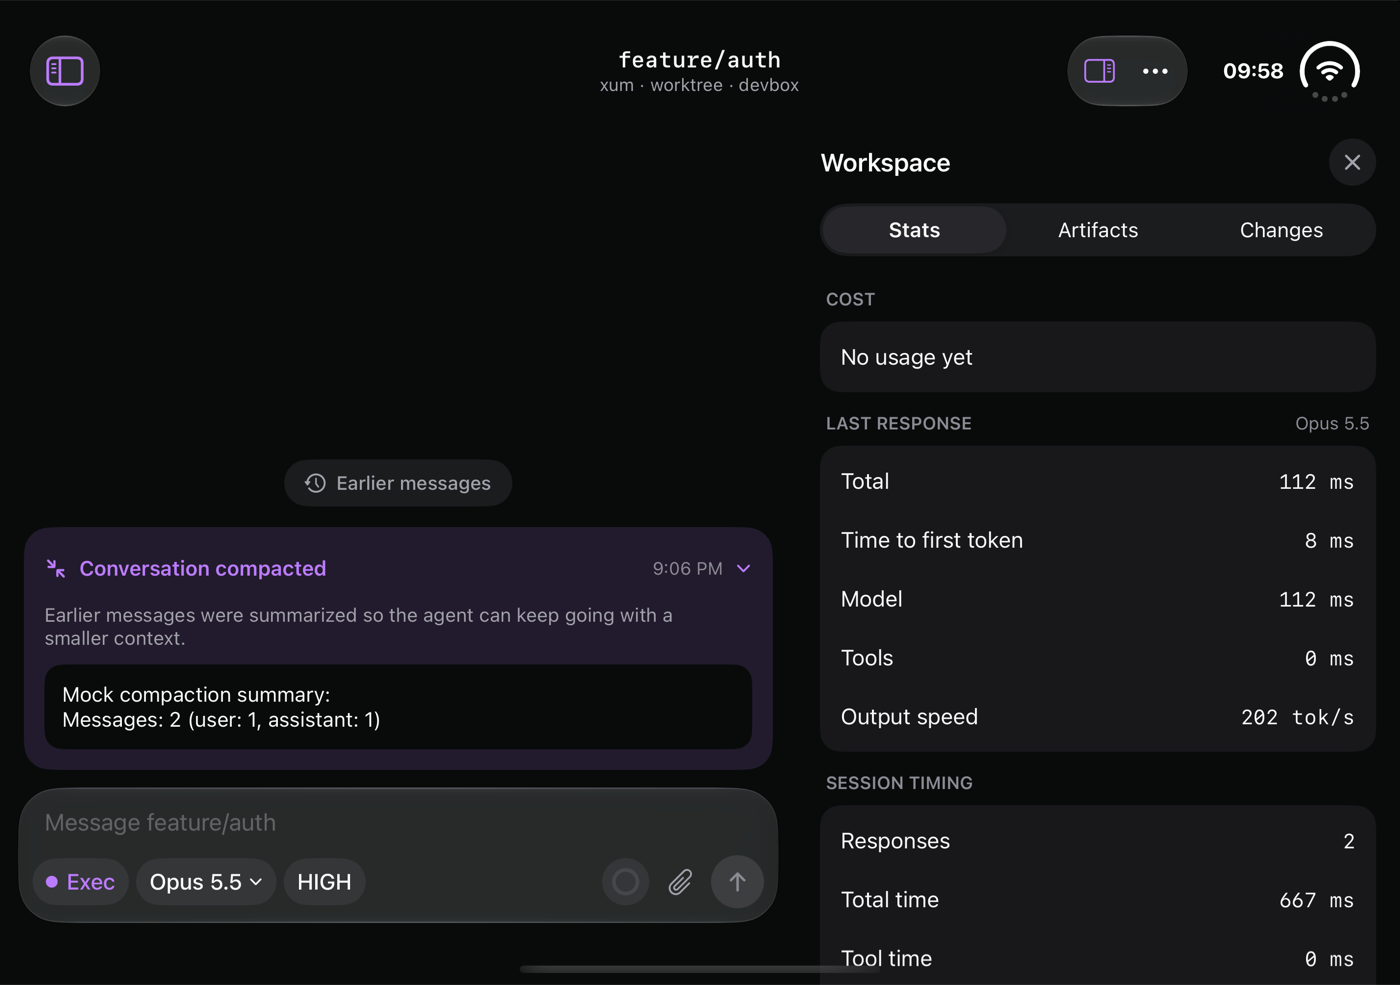 feature/auth
xum · worktree · devbox
09:58
Earlier messages
Conversation compacted
9:06 PM
Earlier messages were summarized so the agent can keep going with a
smaller context.
Mock compaction summary:
Messages: 2 (user: 1, assistant: 1)
Message feature/auth
Exec
Opus 5.5
HIGH
Workspace
Stats
Artifacts
Changes
COST
No usage yet
LAST RESPONSE
Opus 5.5
Total
112 ms
Time to first token
8 ms
Model
112 ms
Tools
0 ms
Output speed
202 tok/s
SESSION TIMING
Responses
2
Total time
667 ms
Tool time
0 ms